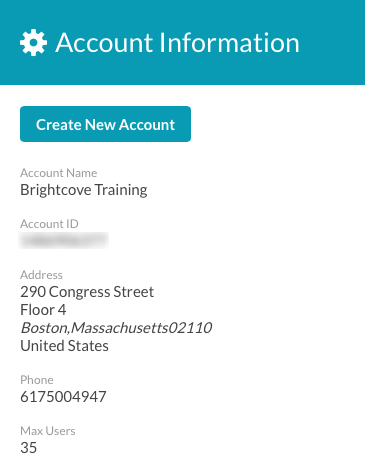 Account Information
Create New Account
Account Name
Brightcove Training
Account ID
Address
290 Congress Street
Floor 4
Boston,Massachusetts02110
United States
Phone
6175004947
Max Users
35